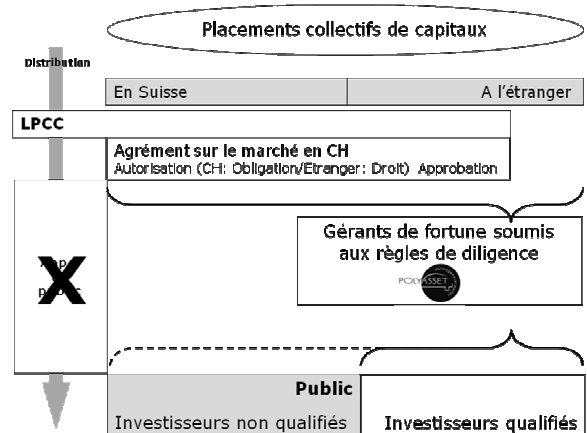 Placements collectifs de capitaux
Distribution
En Suisse
A l'étranger
LPCC
Agrément sur le marché en CH
Autorisation (CH: Obligation/Etranger: Droit) Approbation
Gérants de fortune soumis
aux règles de diligence
X
POLYASSET
Public
Investisseurs non qualifiés
Investisseurs qualifiés